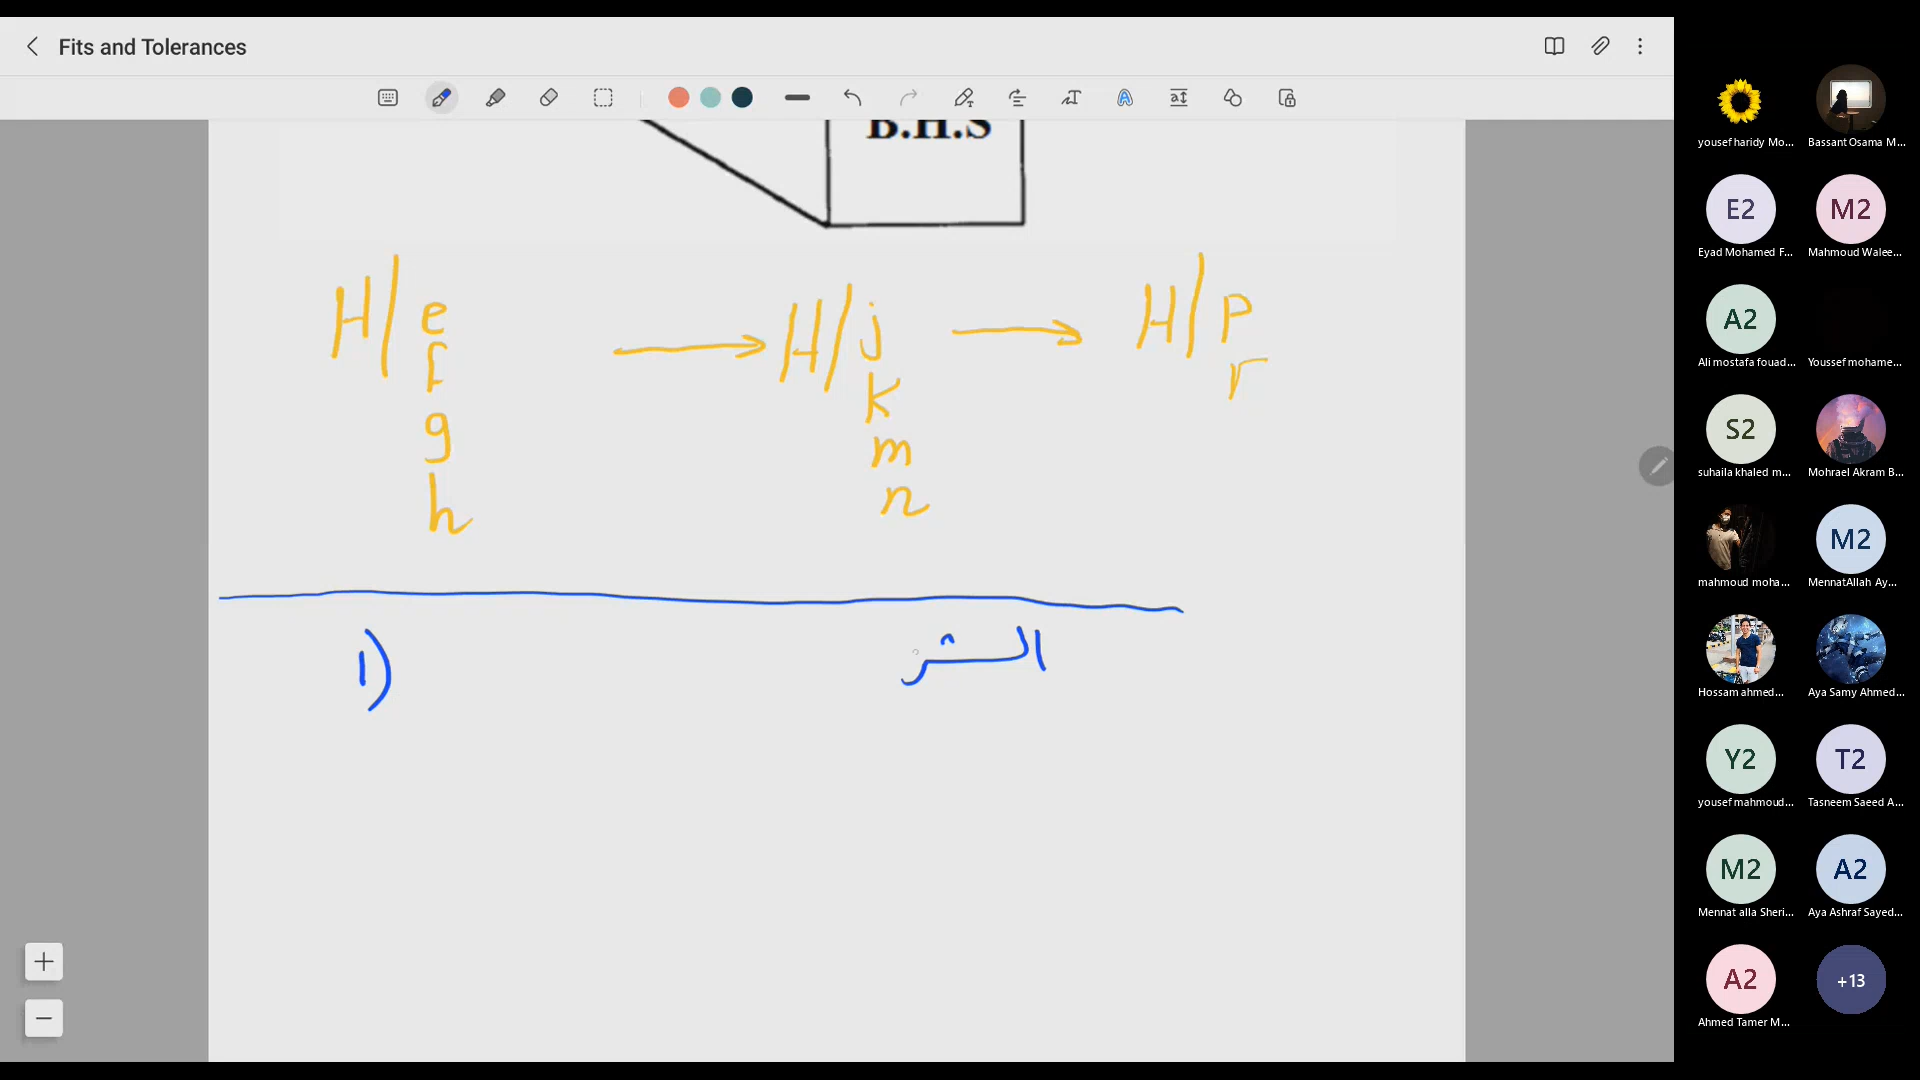 Fits and Tolerances
B.H.S
H/e → H/j → H/p
f k r
g m
h n
1)
yousef haridy Mo... Bassant Osama M...
E2 M2
Eyad Mohamed F... Mahmoud Walee...
A2
Ali mostafa fouad... Youssef mohame...
S2
suhaila khaled m... Mohrael Akram B...
M2
mahmoud moha... MennatAllah Ay...
Hossam ahmed... Aya Samy Ahmed...
Y2 T2
yousef mahmoud... Tasneem Saeed A...
M2 A2
Mennat alla Sheri... Aya Ashraf Sayed...
A2 +13
Ahmed Tamer M...